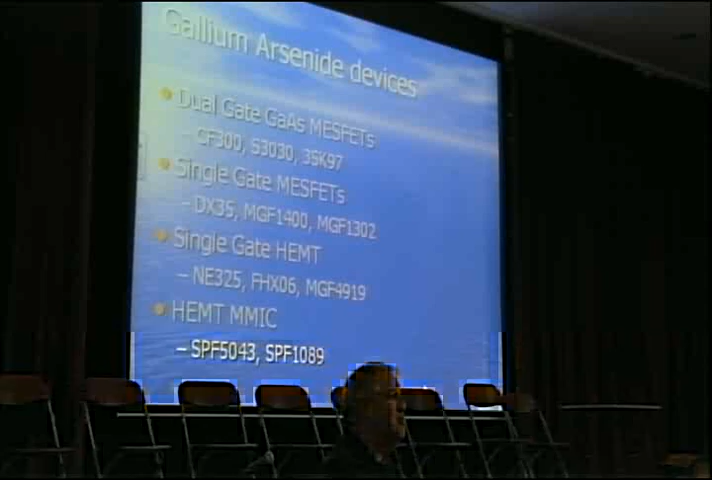 Gallium Arsenide devices
Dual Gate GaAs MESFETs
– CF300, S3030, 3SK97
Single Gate MESFETs
– DX35, MGF1400, MGF1302
Single Gate HEMT
– NE325, FHX06, MGF4919
HEMT MMIC
– SPF5043, SPF1089